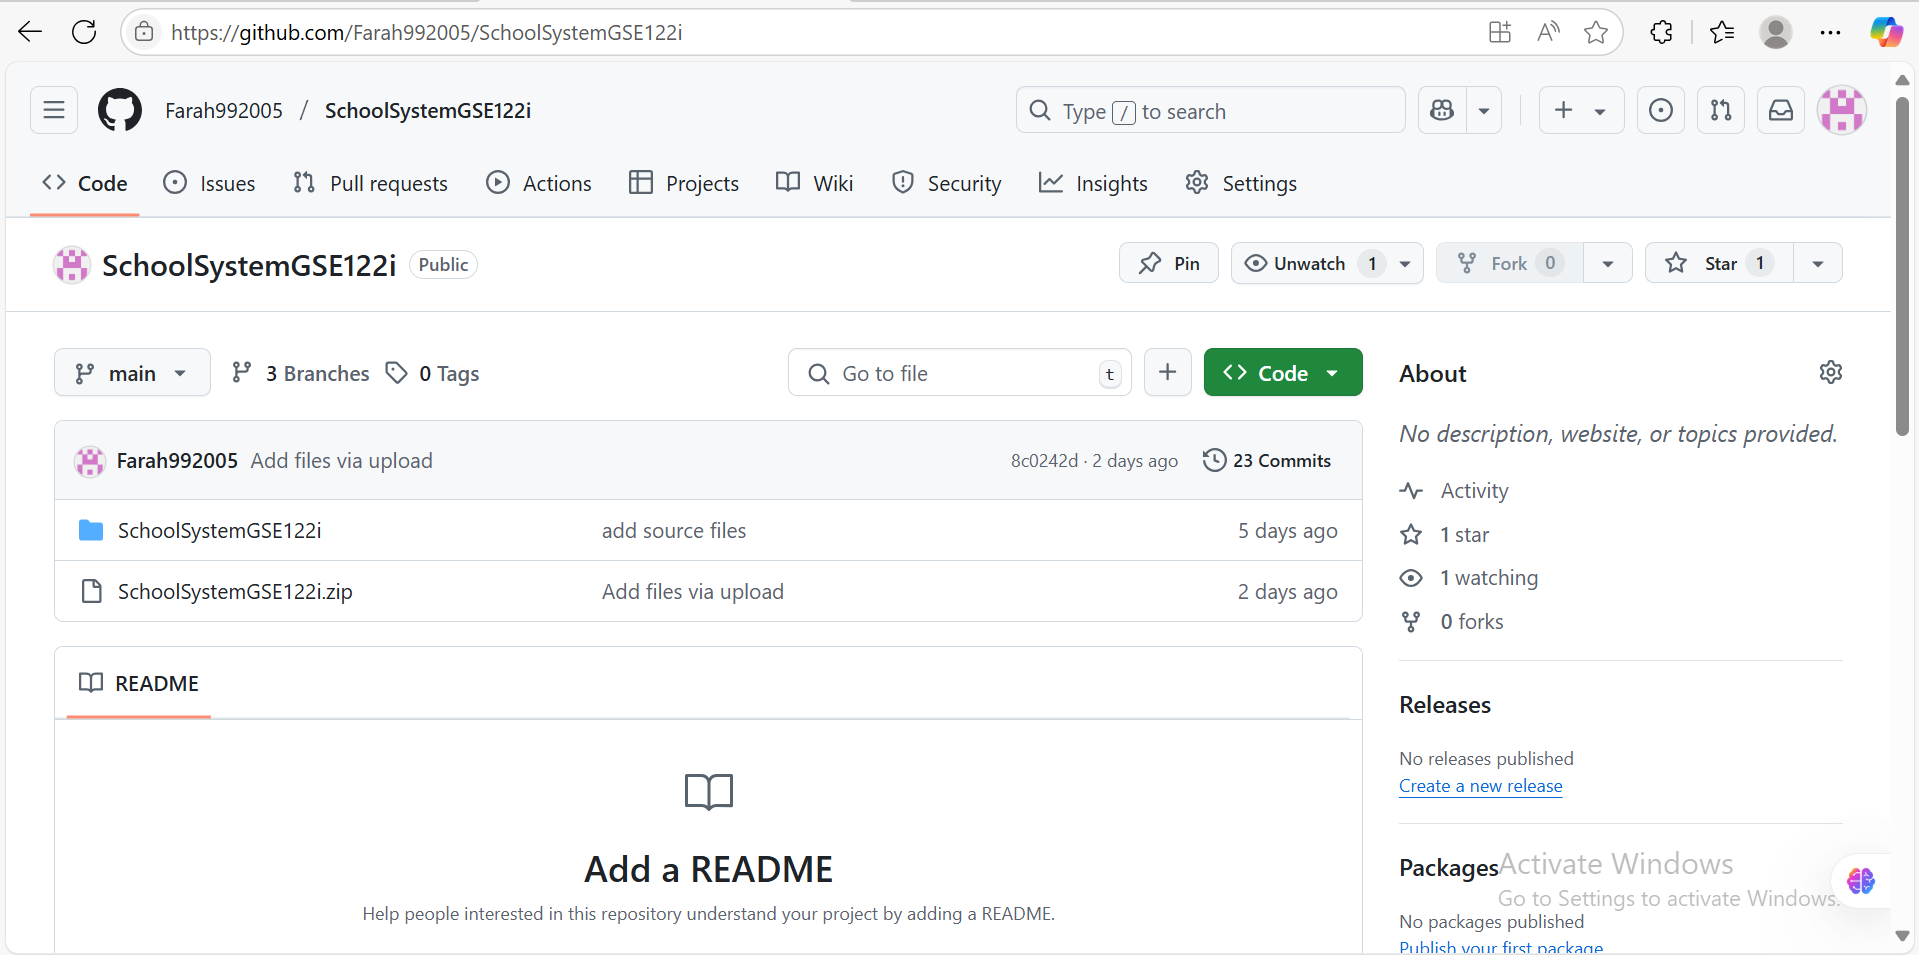 https://github.com/Farah992005/SchoolSystemGSE122i
Farah992005 / SchoolSystemGSE122i
Type / to search
Code Issues Pull requests Actions Projects Wiki Security Insights Settings
SchoolSystemGSE122i Public
Pin Unwatch 1 Fork 0 Star 1
main 3 Branches 0 Tags
Go to file t
Code
Farah992005 Add files via upload 8c0242d · 2 days ago 23 Commits
SchoolSystemGSE122i add source files 5 days ago
SchoolSystemGSE122i.zip Add files via upload 2 days ago
README
Add a README
Help people interested in this repository understand your project by adding a README.
About
No description, website, or topics provided.
Activity
1 star
1 watching
0 forks
Releases
No releases published
Create a new release
Packages
No packages published
Publish your first package
Activate Windows
Go to Settings to activate Windows.